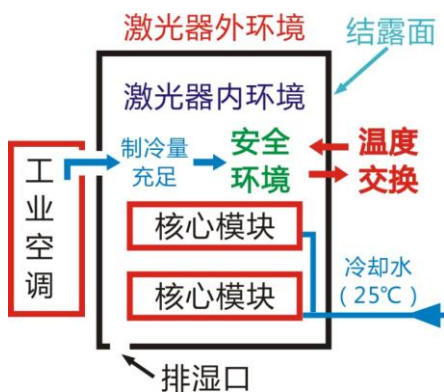 激光器外环境
结露面
激光器内环境
制冷量
充足
安全
环境
温度
交换
工业空调
核心模块
核心模块
冷却水
（25℃）
排湿口